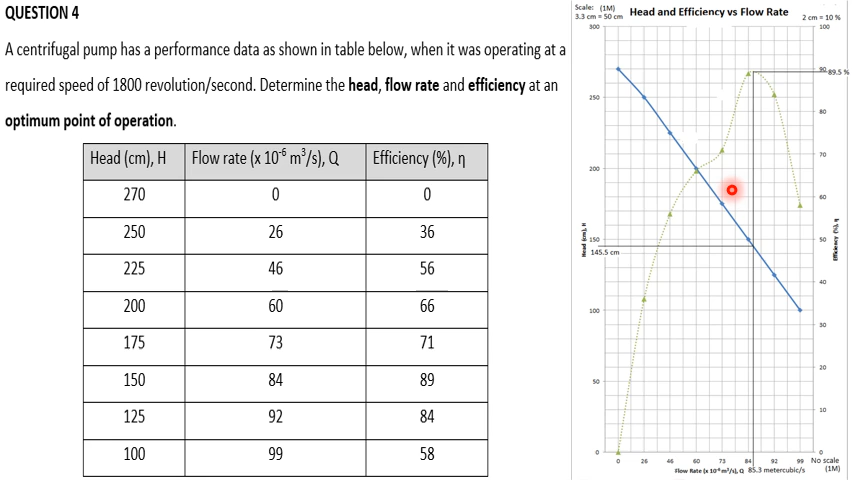 QUESTION 4
A centrifugal pump has a performance data as shown in table below, when it was operating at a
required speed of 1800 revolution/second. Determine the head, flow rate and efficiency at an
optimum point of operation.
Head (cm), H Flow rate (x 10⁻⁶ m³/s), Q Efficiency (%), η
270 0 0
250 26 36
225 46 56
200 60 66
175 73 71
150 84 89
125 92 84
100 99 58
Scale: (1M)
3.3 cm = 50 cm
Head and Efficiency vs Flow Rate
2 cm = 10 %
300
250
200
150
100
50
0
Head (cm), H
145.5 cm
100
90
80
70
60
50
40
30
20
10
0
89.5 %
Efficiency (%), η
0 26 46 60 73 84 92 99
No scale
(1M)
Flow Rate (x 10⁻⁶ m³/s), Q
85.3 metercubic/s